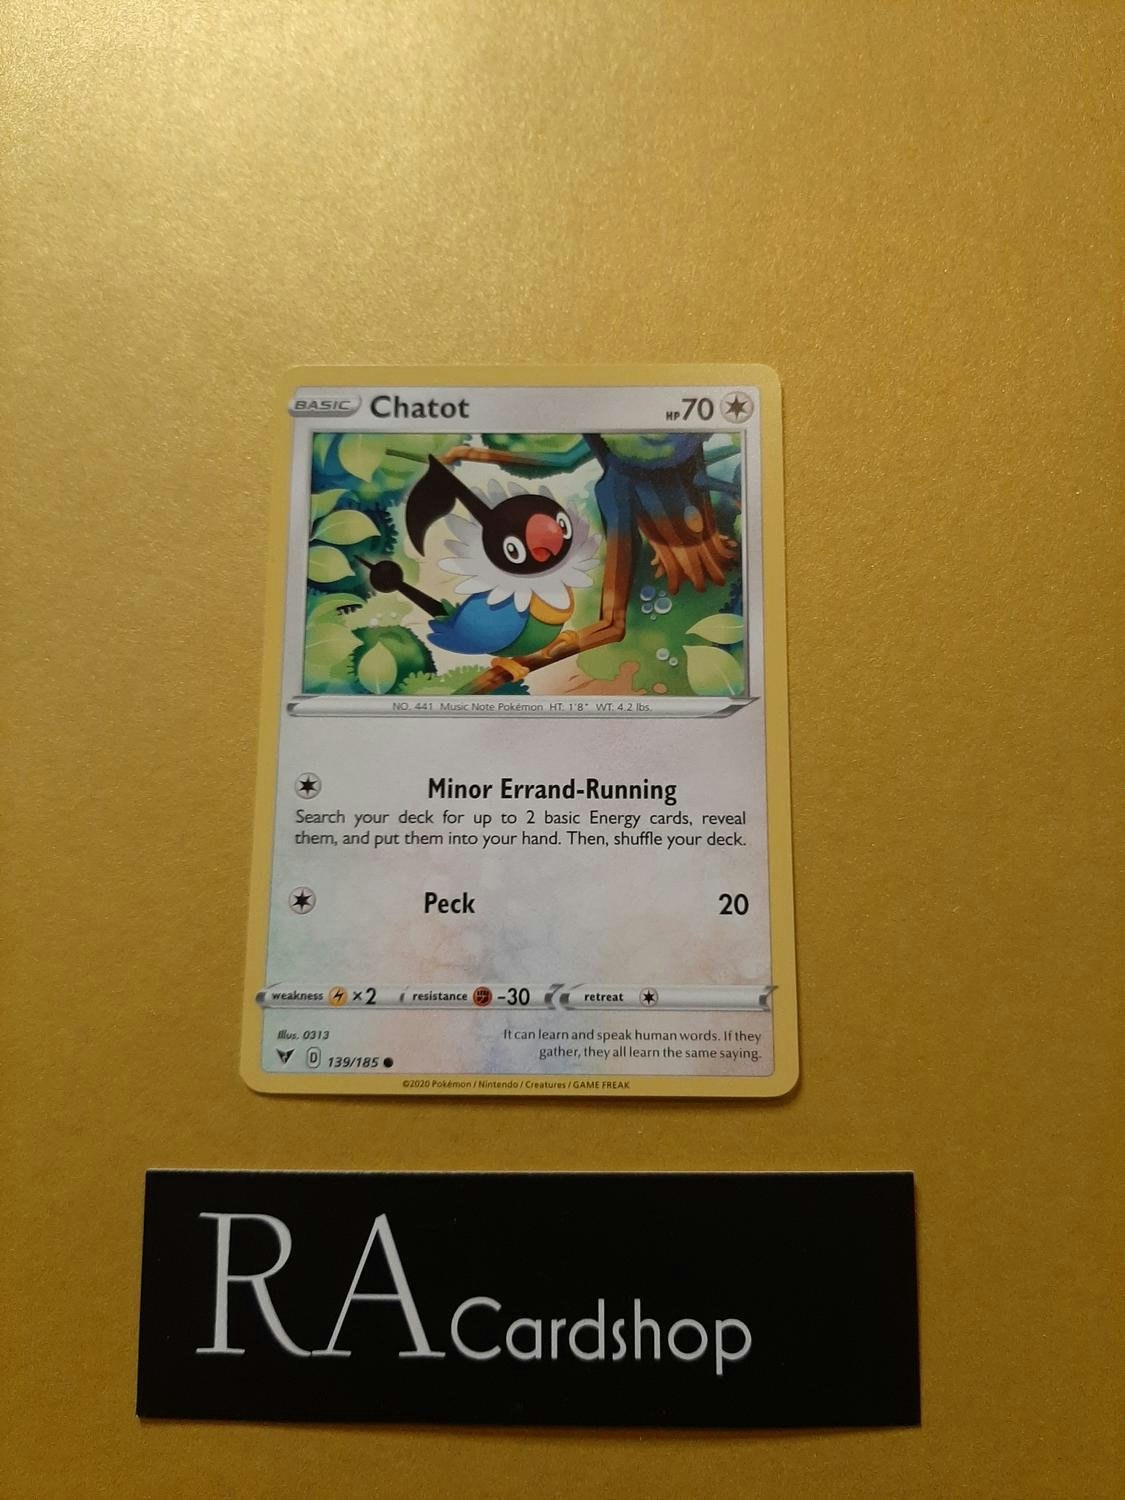 BASIC Chatot HP 70
NO. 441 Music Note Pokémon HT: 1'8" WT: 4.2 lbs.
Minor Errand-Running
Search your deck for up to 2 basic Energy cards, reveal
them, and put them into your hand. Then, shuffle your deck.
Peck 20
weakness ×2 resistance -30 retreat
Illus. 0313
It can learn and speak human words. If they
gather, they all learn the same saying.
D 139/185
©2020 Pokémon / Nintendo / Creatures / GAME FREAK
RA Cardshop